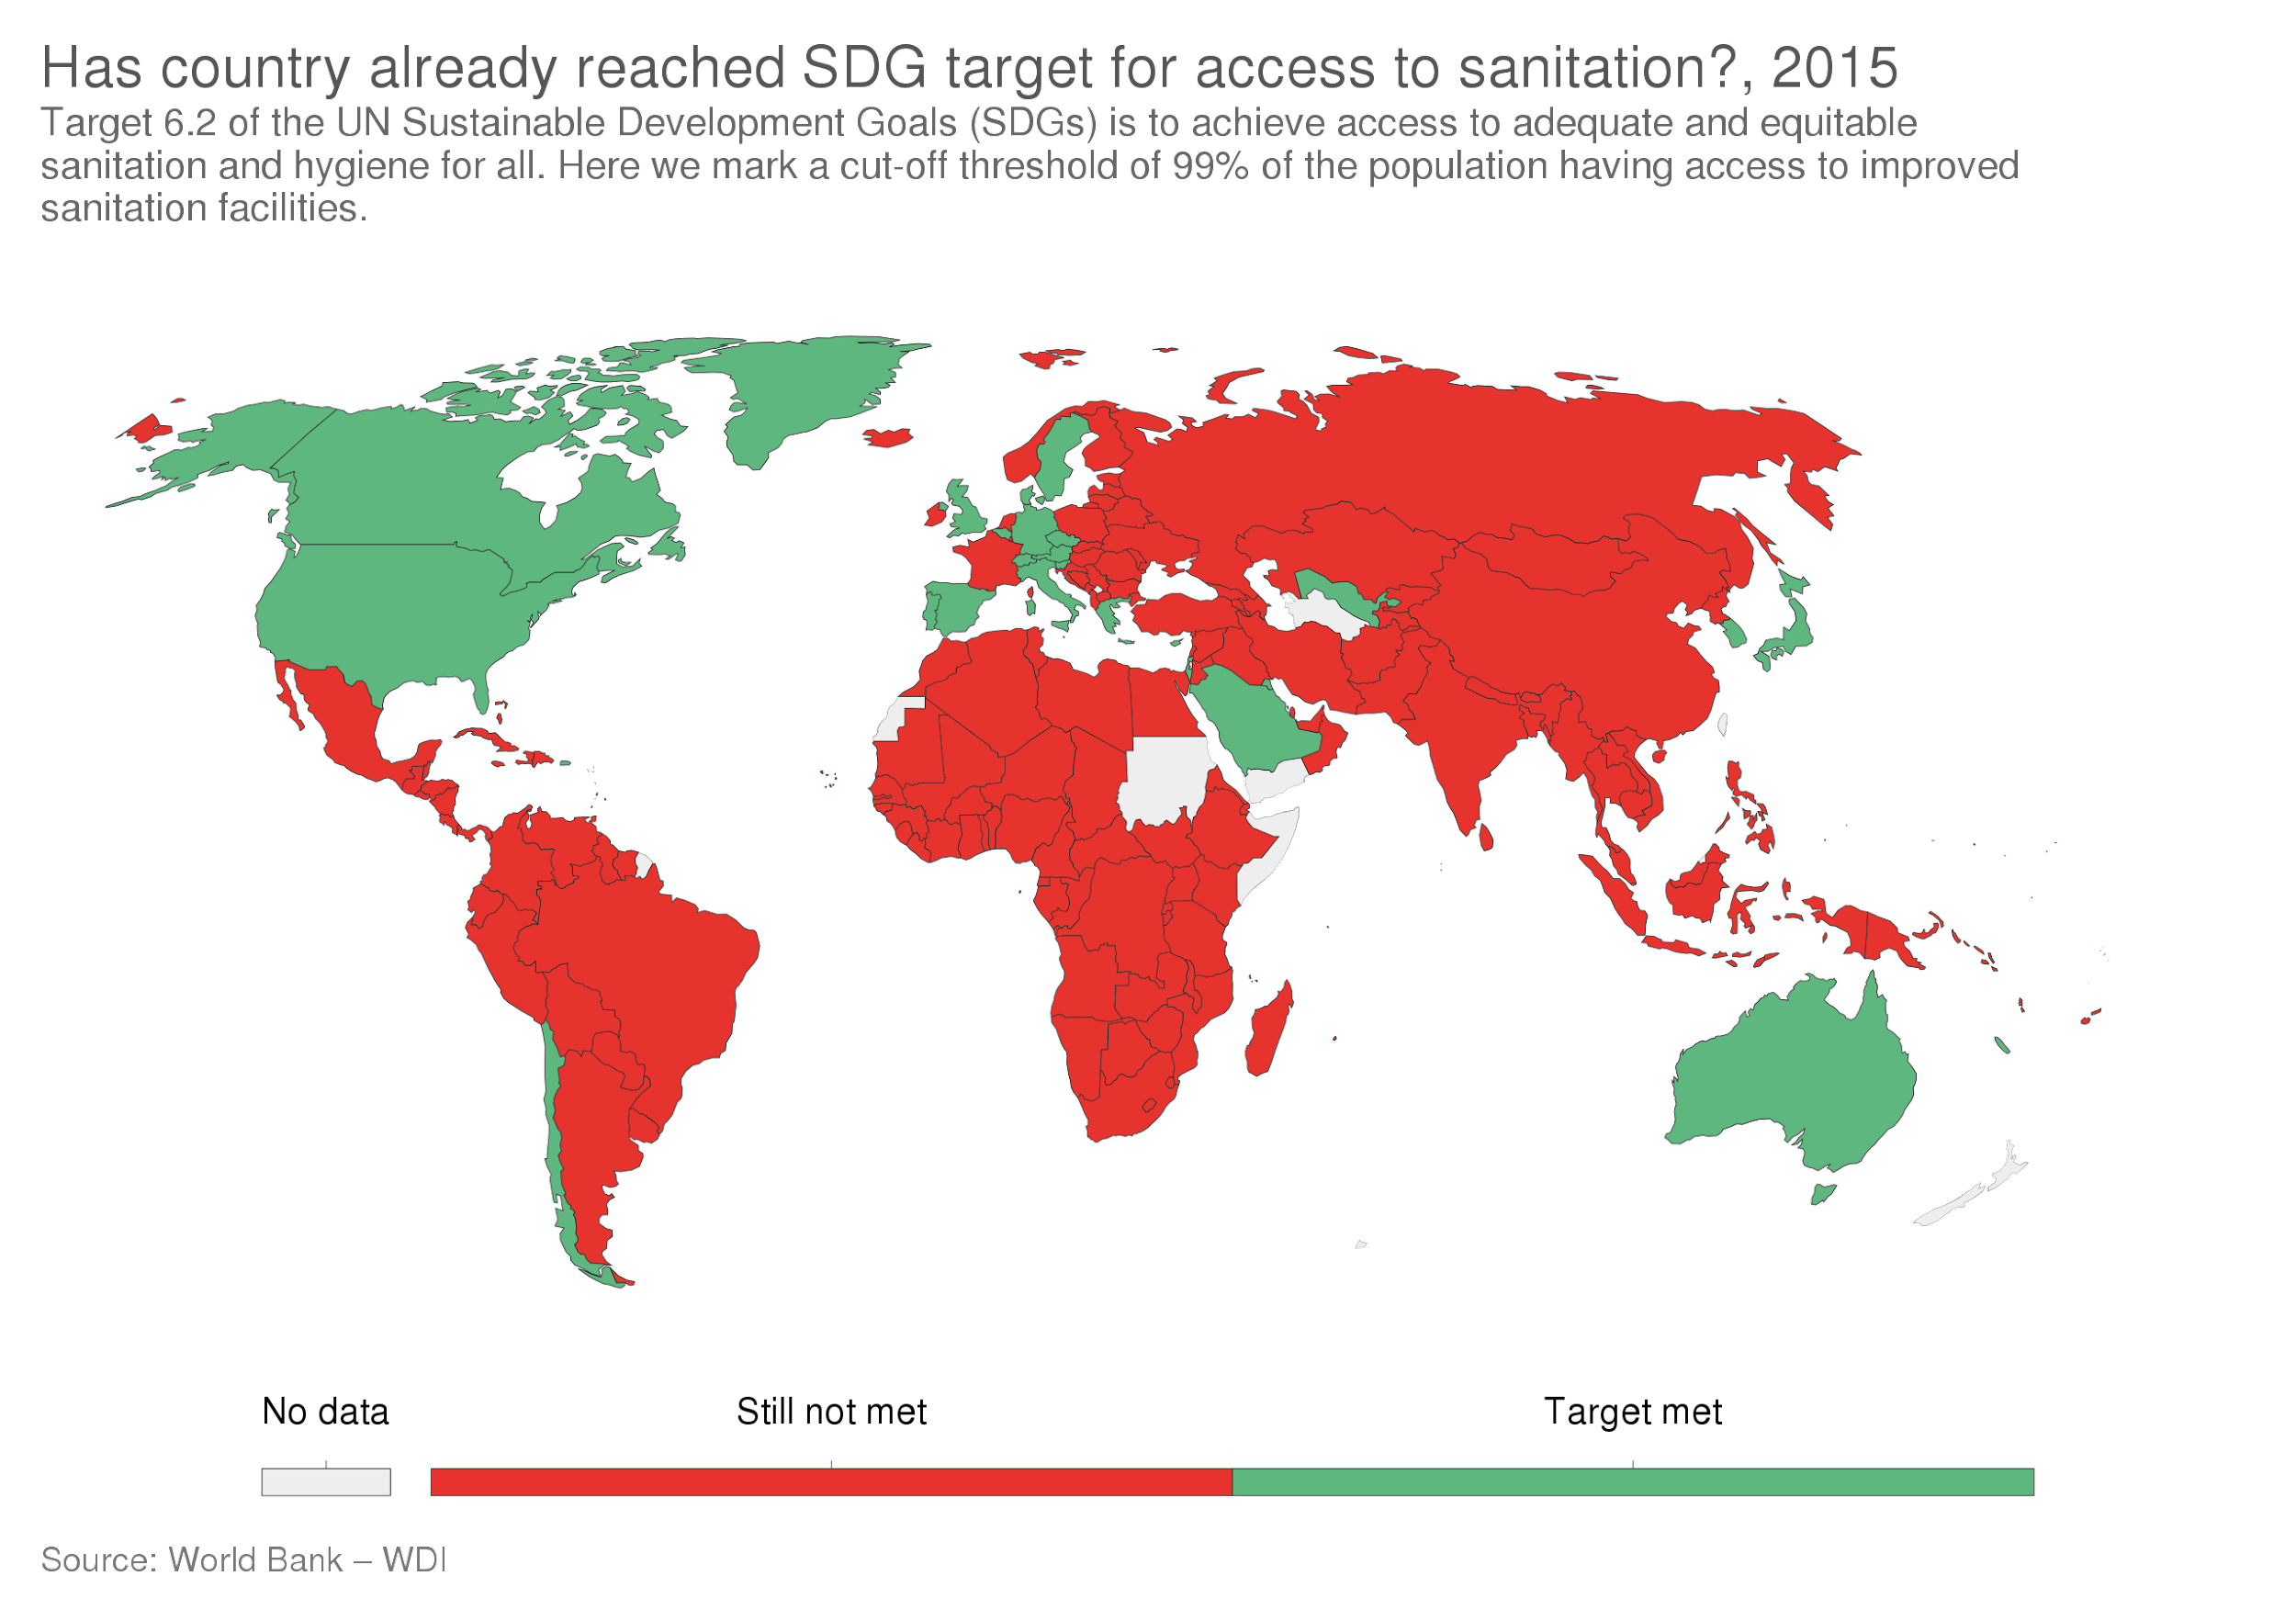 Has country already reached SDG target for access to sanitation?, 2015
Target 6.2 of the UN Sustainable Development Goals (SDGs) is to achieve access to adequate and equitable
sanitation and hygiene for all. Here we mark a cut-off threshold of 99% of the population having access to improved
sanitation facilities.
No data
Still not met
Target met
Source: World Bank – WDI